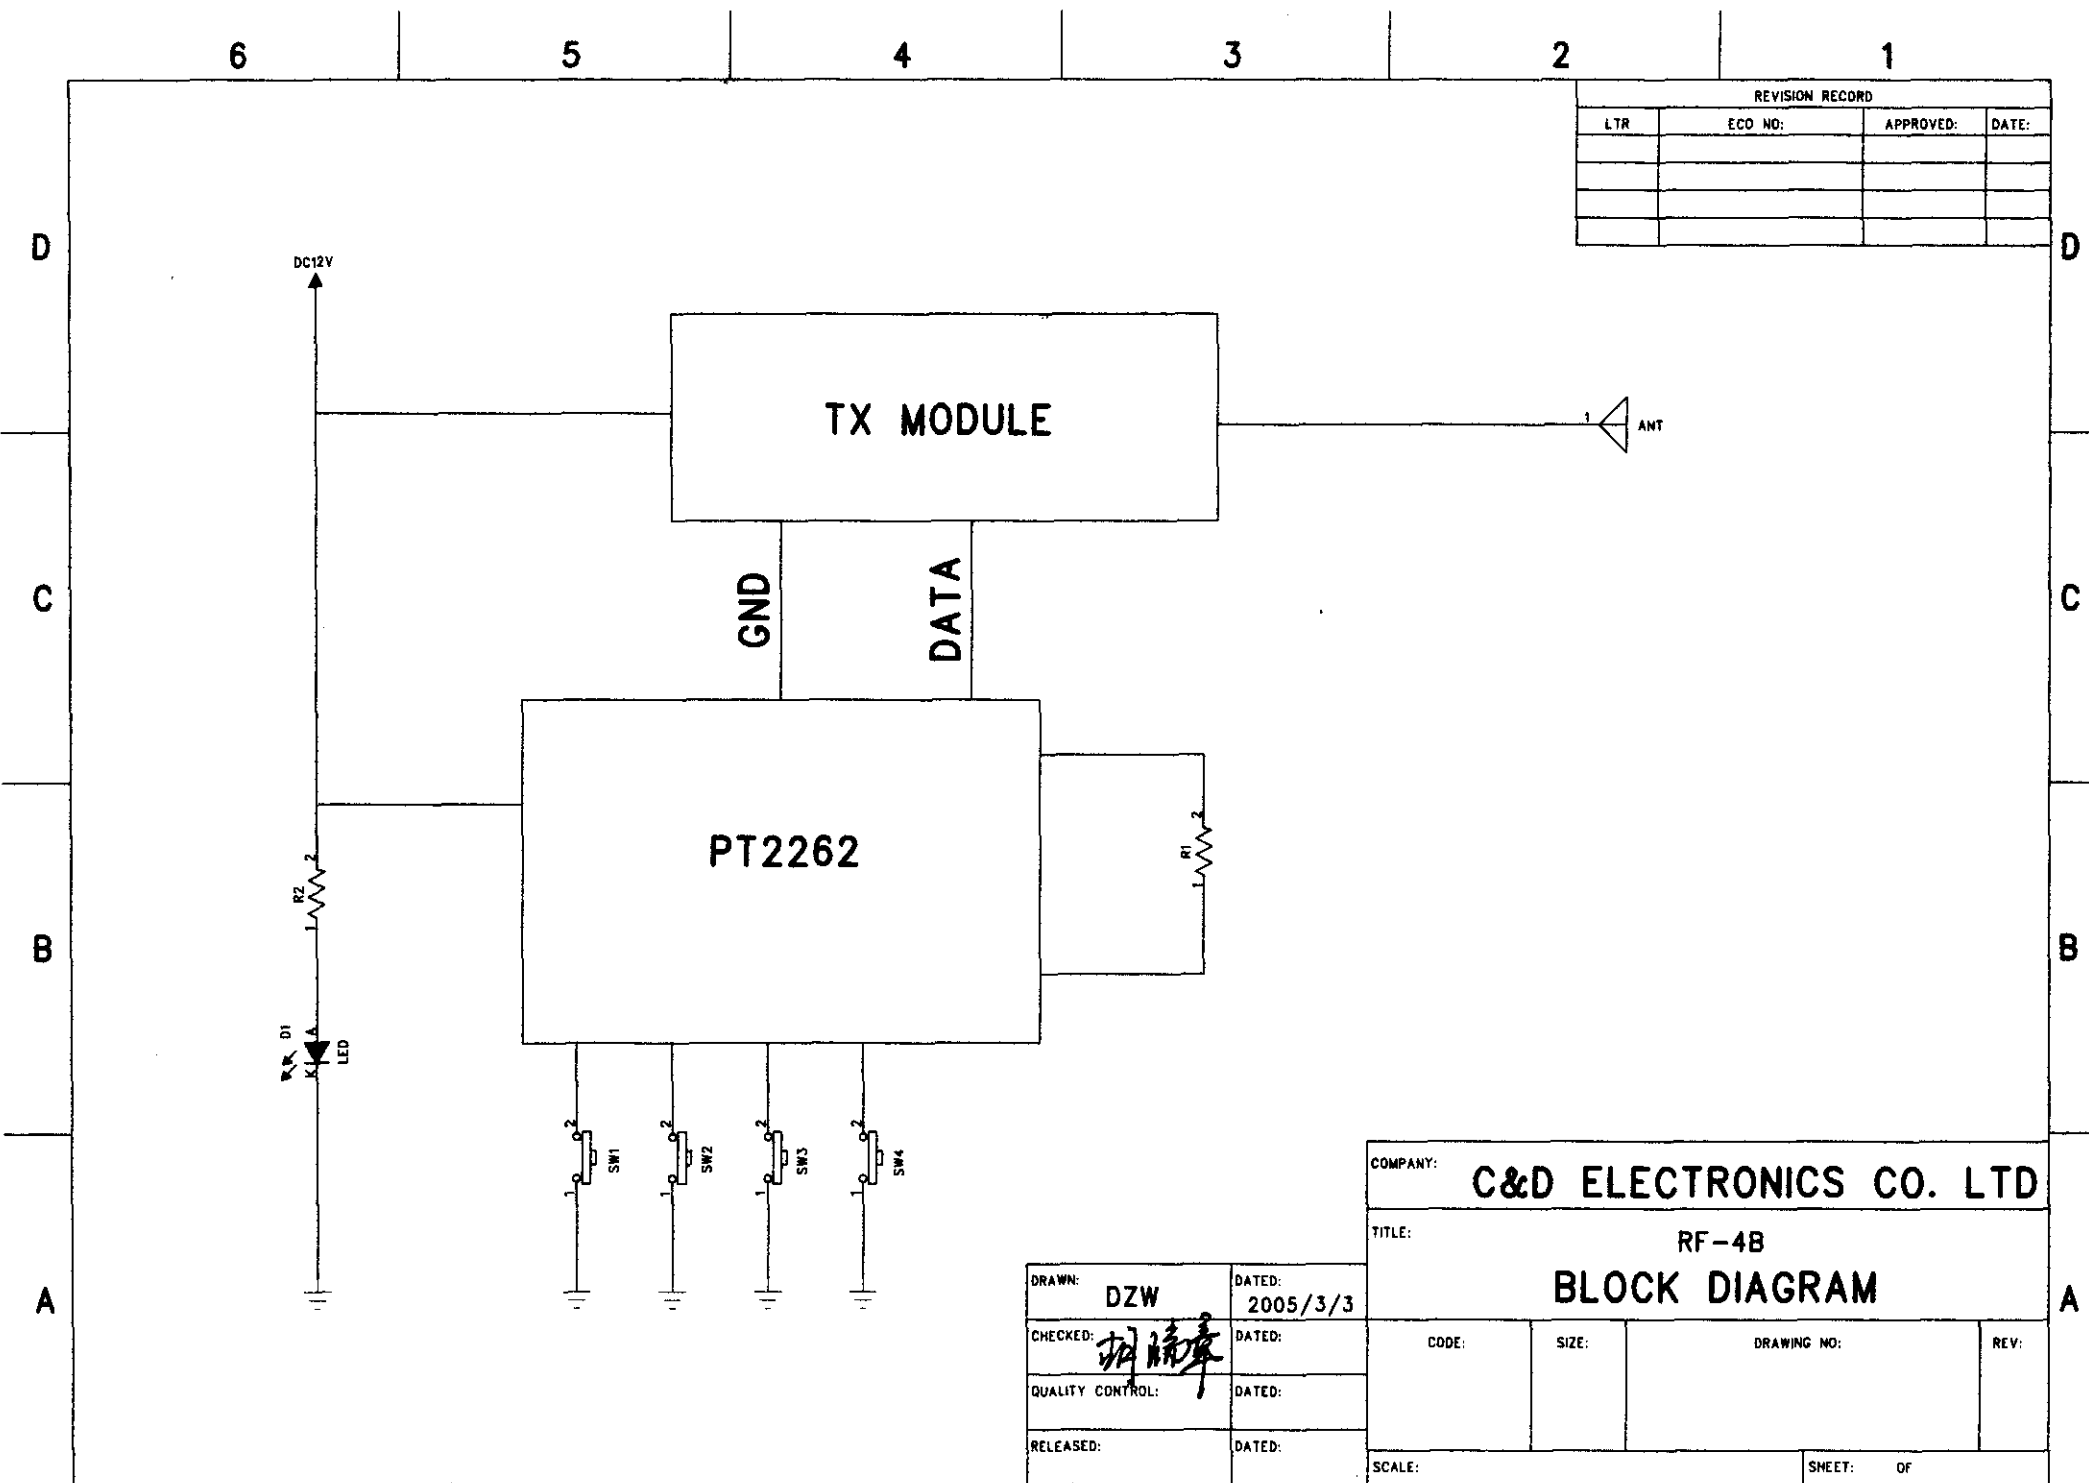 6 5 4 3 2 1
REVISION RECORD
LTR ECO NO: APPROVED: DATE:
D D
DC12V
TX MODULE
1 ANT
GND DATA
C C
PT2262
2 R1 1
2 R2 1
B B
D1 A K LED
2 1 SW1
2 1 SW2
2 1 SW3
2 1 SW4
COMPANY: C&D ELECTRONICS CO. LTD
TITLE: RF-4B
BLOCK DIAGRAM
A A
DRAWN: DZW DATED: 2005/3/3
CHECKED: DATED:
QUALITY CONTROL: DATED:
RELEASED: DATED:
CODE: SIZE: DRAWING NO: REV:
SCALE: SHEET: OF